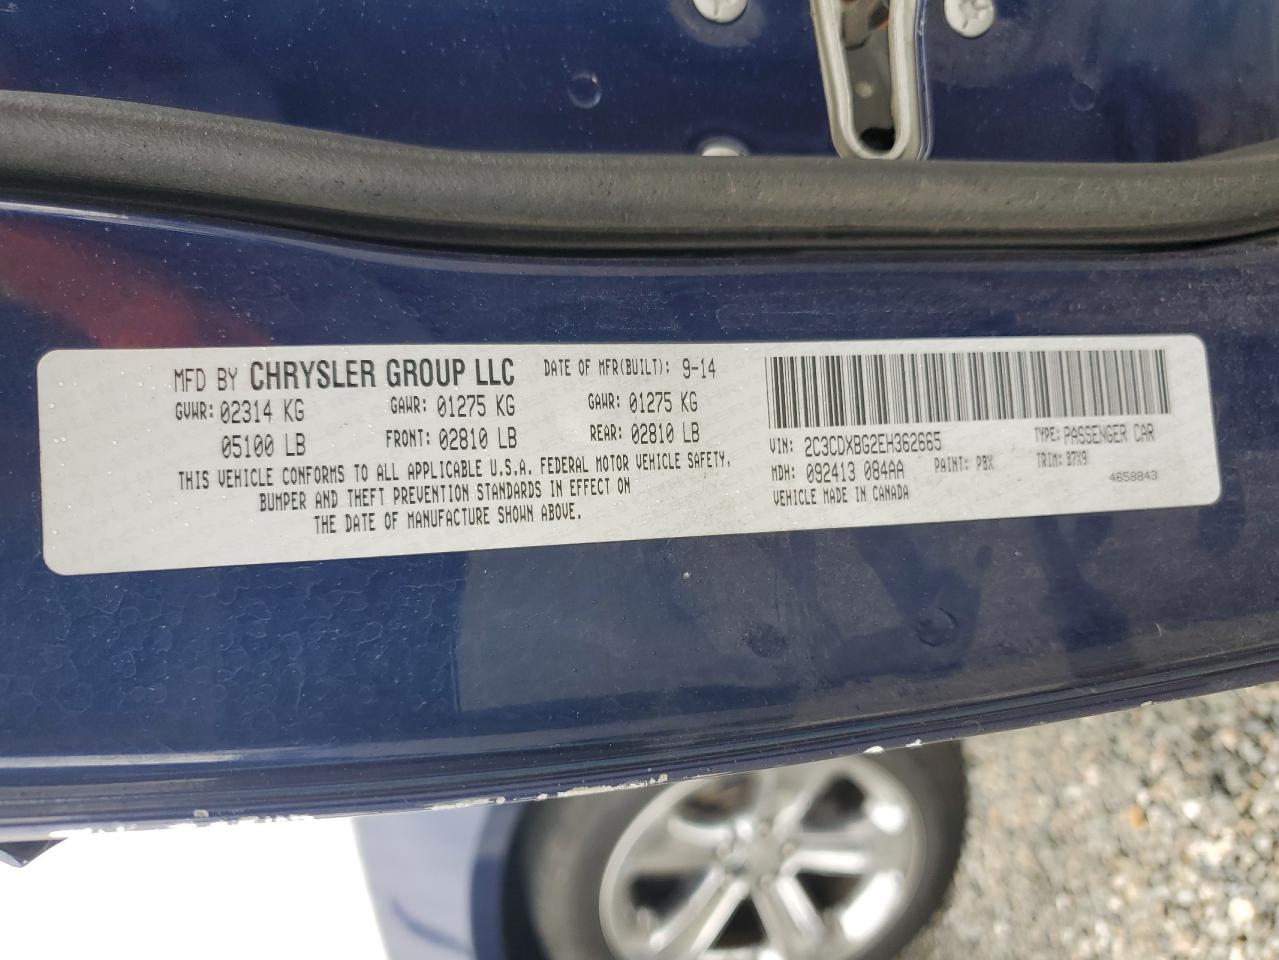 MFD BY CHRYSLER GROUP LLC DATE OF MFR(BUILT): 9-14
GVWR: 02314 KG GAWR: 01275 KG GAWR: 01275 KG
05100 LB FRONT: 02810 LB REAR: 02810 LB
THIS VEHICLE CONFORMS TO ALL APPLICABLE U.S.A. FEDERAL MOTOR VEHICLE SAFETY,
BUMPER AND THEFT PREVENTION STANDARDS IN EFFECT ON
THE DATE OF MANUFACTURE SHOWN ABOVE.
VIN: 2C3CDXBG2EH362665 TYPE: PASSENGER CAR
MDH: 092413 084AA PAINT: PBX TRIM: B7X9
VEHICLE MADE IN CANADA 4658843